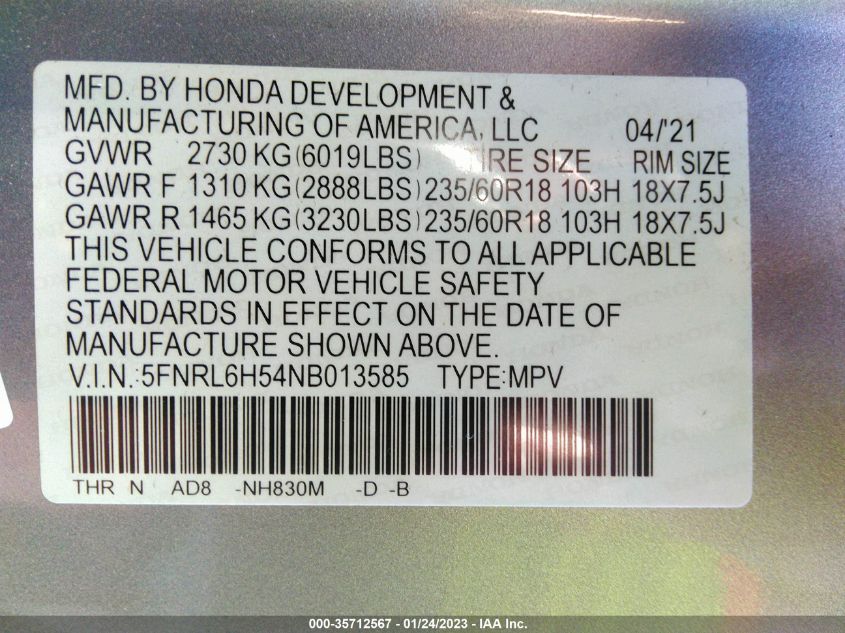 MFD. BY HONDA DEVELOPMENT &
MANUFACTURING OF AMERICA, LLC 04/'21
GVWR 2730 KG (6019LBS) TIRE SIZE RIM SIZE
GAWR F 1310 KG (2888LBS) 235/60R18 103H 18X7.5J
GAWR R 1465 KG (3230LBS) 235/60R18 103H 18X7.5J
THIS VEHICLE CONFORMS TO ALL APPLICABLE
FEDERAL MOTOR VEHICLE SAFETY
STANDARDS IN EFFECT ON THE DATE OF
MANUFACTURE SHOWN ABOVE.
V.I.N.:5FNRL6H54NB013585 TYPE:MPV
THR N AD8 -NH830M -D -B
000-35712567 - 01/24/2023 - IAA Inc.